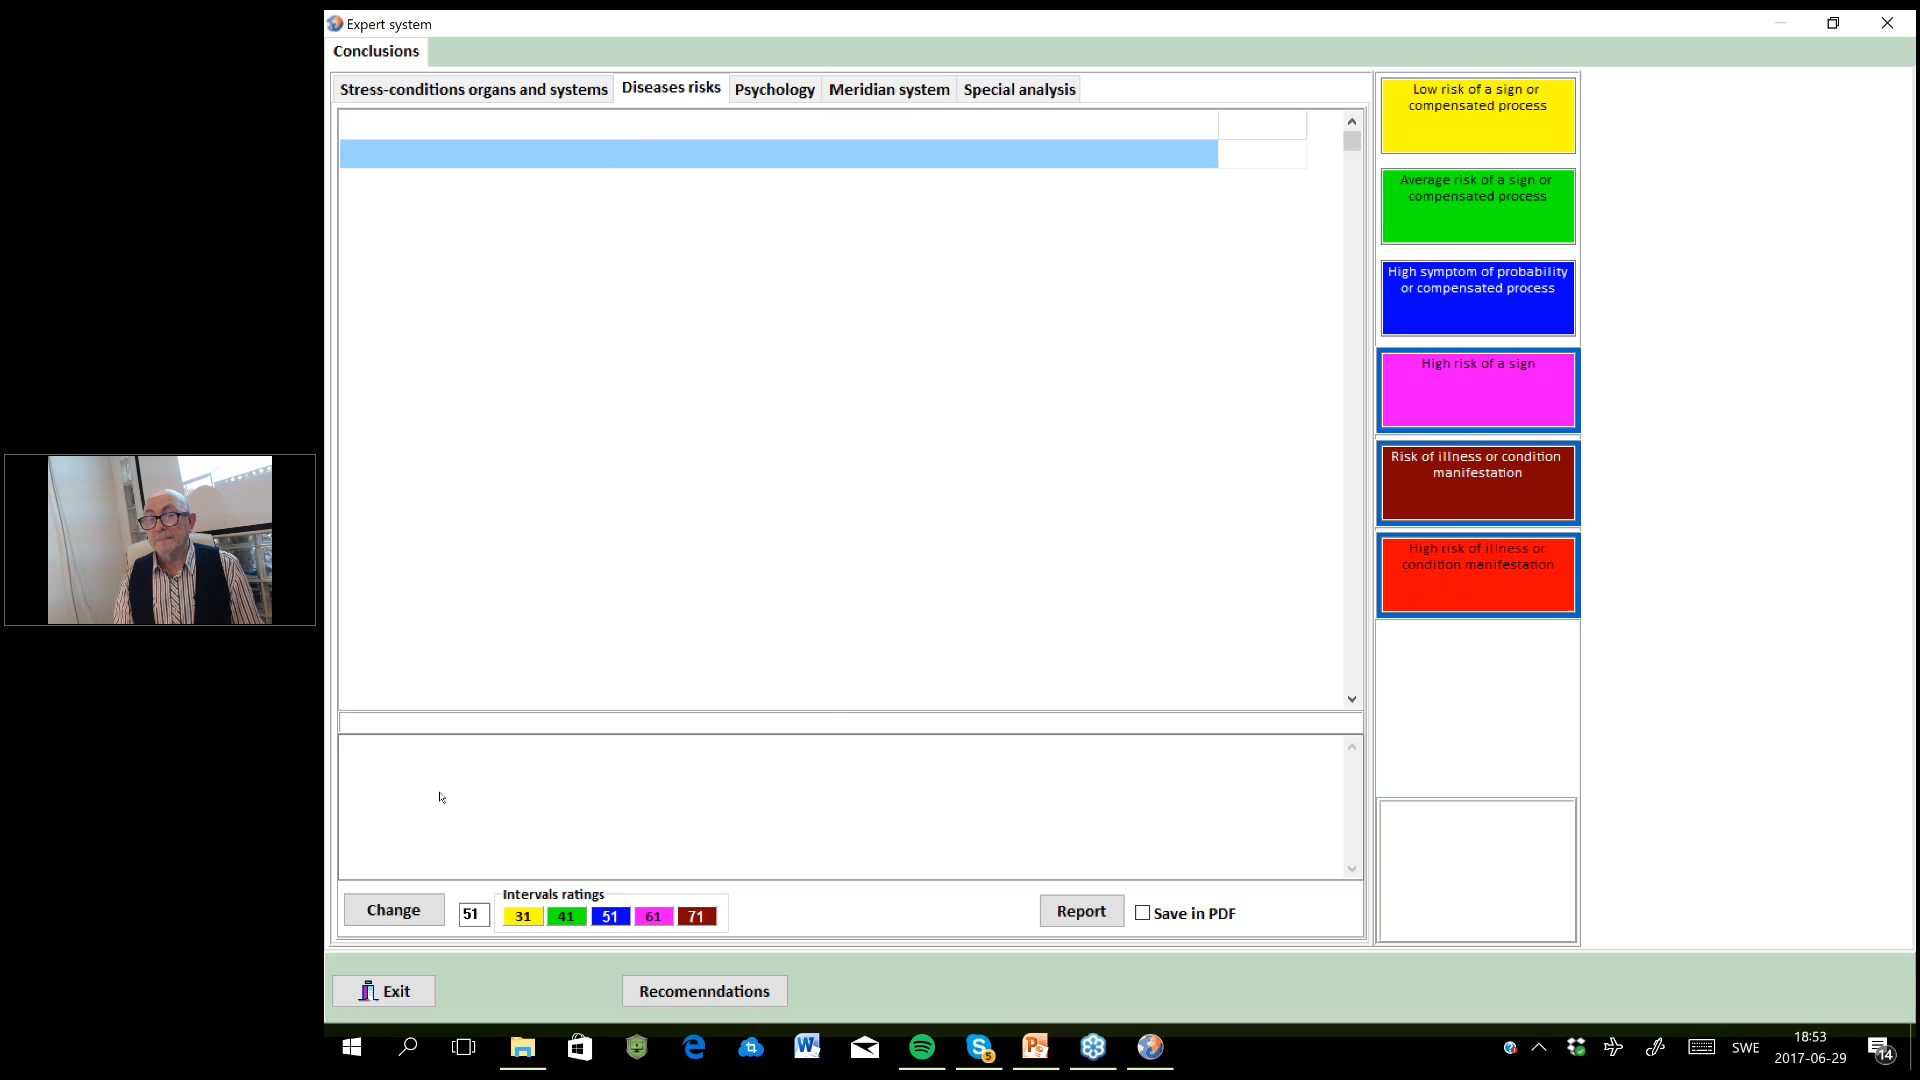 Expert system
Conclusions
Stress-conditions organs and systems
Diseases risks
Psychology
Meridian system
Special analysis
Low risk of a sign or
compensated process
Average risk of a sign or
compensated process
High symptom of probability
or compensated process
High risk of a sign
Risk of illness or condition
manifestation
High risk of illness or
condition manifestation
Change
51
Intervals ratings
31
41
51
61
71
Report
Save in PDF
Exit
Recomenndations
5
SWE
18:53
2017-06-29
14